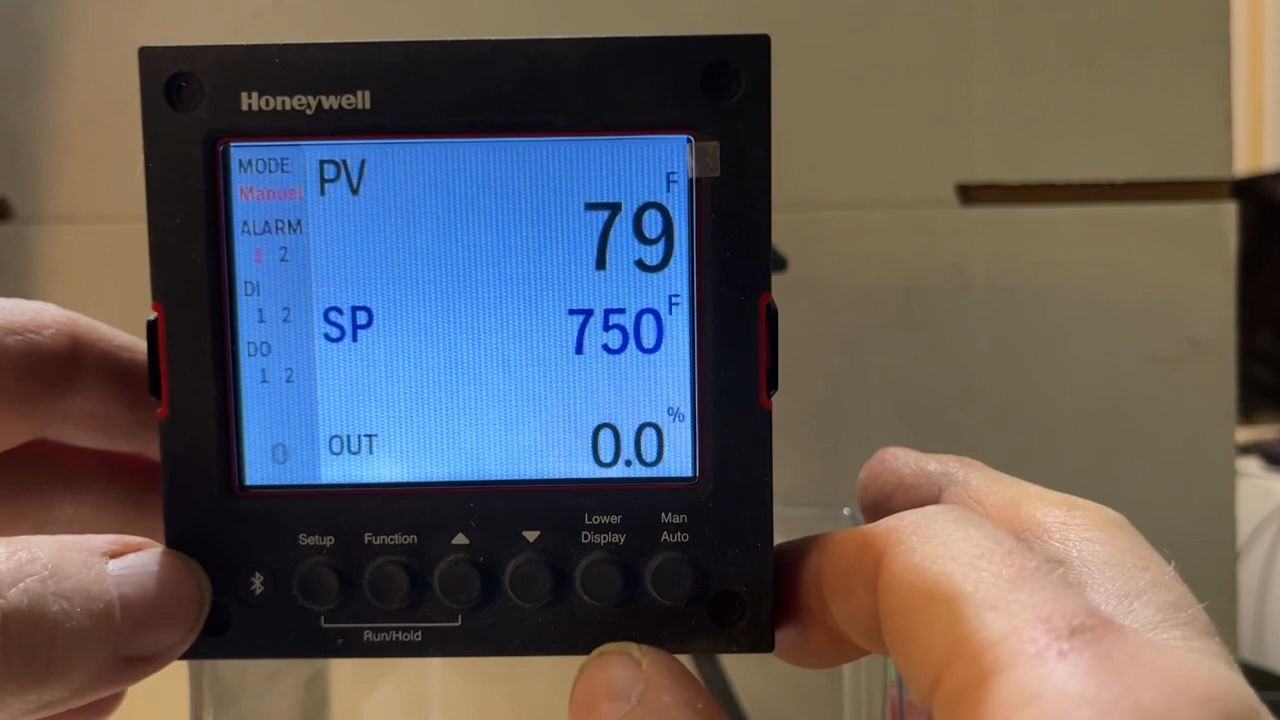 Honeywell
MODE
Manual
PV
F
79
ALARM
1 2
DI
1 2
SP
750 F
DO
1 2
%
0
OUT
0.0
Setup
Function
Lower
Display
Man
Auto
Run/Hold